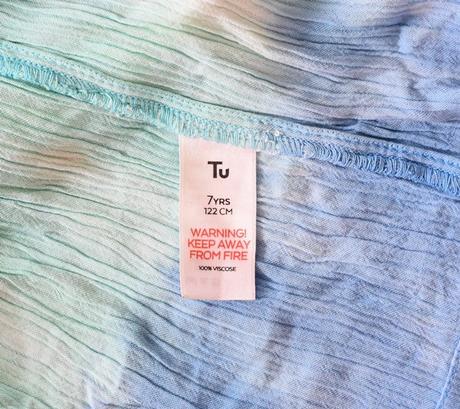 Tu
7YRS
122 CM
WARNING!
KEEP AWAY
FROM FIRE
100% VISCOSE